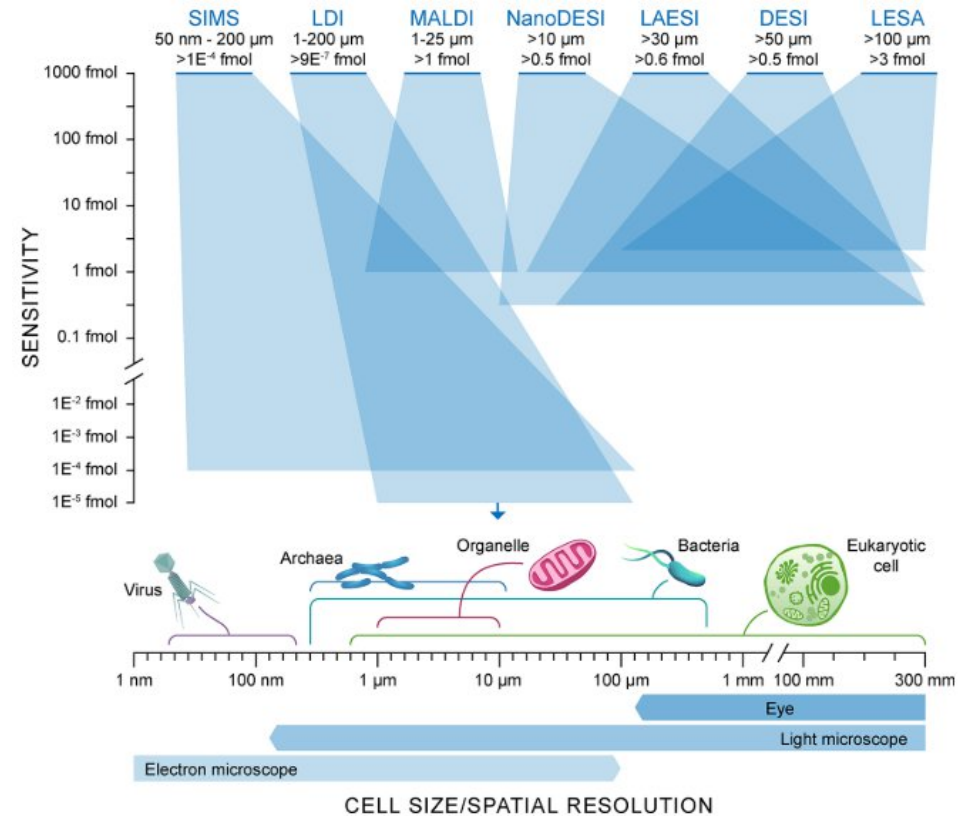 SIMS
50 nm - 200 µm
>1E⁻⁴ fmol
LDI
1-200 µm
>9E⁻⁷ fmol
MALDI
1-25 µm
>1 fmol
NanoDESI
>10 µm
>0.5 fmol
LAESI
>30 µm
>0.6 fmol
DESI
>50 µm
>0.5 fmol
LESA
>100 µm
>3 fmol
SENSITIVITY
1000 fmol
100 fmol
10 fmol
1 fmol
0.1 fmol
1E⁻² fmol
1E⁻³ fmol
1E⁻⁴ fmol
1E⁻⁵ fmol
Virus
Archaea
Organelle
Bacteria
Eukaryotic
cell
1 nm
100 nm
1 µm
10 µm
100 µm
1 mm
100 mm
300 mm
Eye
Light microscope
Electron microscope
CELL SIZE/SPATIAL RESOLUTION